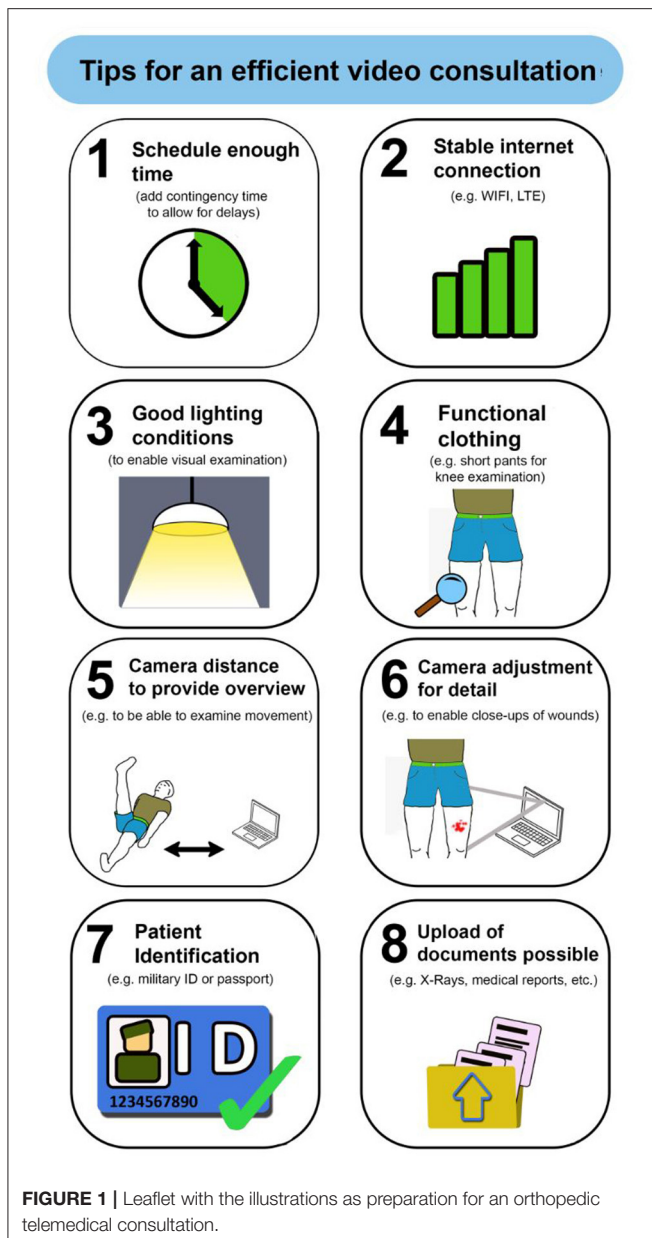 Tips for an efficient video consultation
1 Schedule enough
time
(add contingency time
to allow for delays)
2 Stable internet
connection
(e.g. WIFI, LTE)
3 Good lighting
conditions
(to enable visual examination)
4 Functional
clothing
(e.g. short pants for
knee examination)
5 Camera distance
to provide overview
(e.g. to be able to examine movement)
6 Camera adjustment
for detail
(e.g. to enable close-ups of wounds)
7 Patient
Identification
(e.g. military ID or passport)
ID
1234567890
8 Upload of
documents possible
(e.g. X-Rays, medical reports, etc.)
FIGURE 1 | Leaflet with the illustrations as preparation for an orthopedic
telemedical consultation.